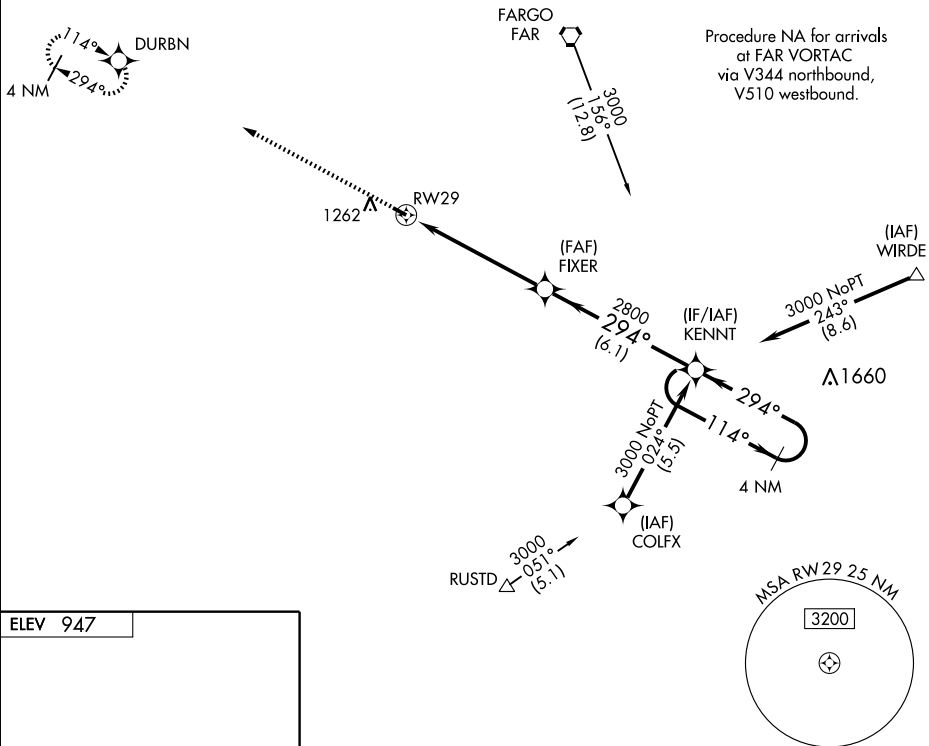 114°
DURBN
294°
4 NM
FARGO
FAR
3000
156°
(12.8)
Procedure NA for arrivals
at FAR VORTAC
via V344 northbound,
V510 westbound.
1262
RW29
(FAF)
FIXER
2800
294°
(6.1)
(IF/IAF)
KENNT
(IAF)
WIRDE
3000 NoPT
243°
(8.6)
1660
294°
114°
4 NM
3000 NoPT
024°
(5.5)
(IAF)
COLFX
RUSTD
3000
051°
(5.1)
MSA RW29 25 NM
3200
ELEV 947